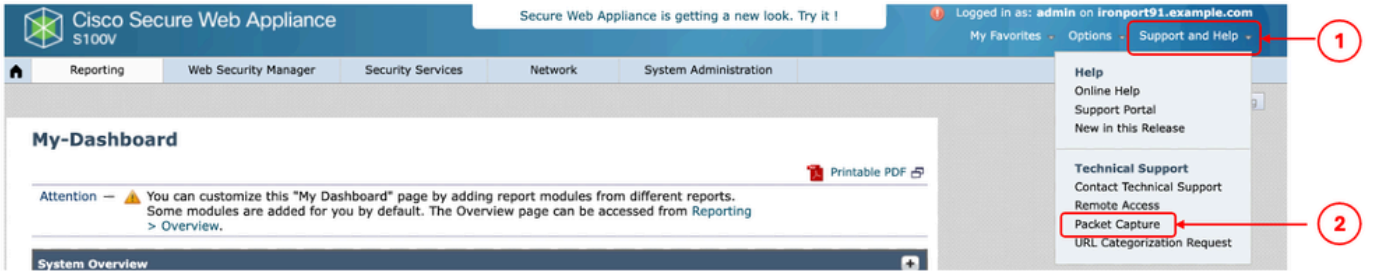 Cisco Secure Web Appliance
S100V
Secure Web Appliance is getting a new look. Try it !
Logged in as: admin on ironport91.example.com
My Favorites Options Support and Help
1
Reporting Web Security Manager Security Services Network System Administration
Help
Online Help
Support Portal
New in this Release
My-Dashboard
Printable PDF
Technical Support
Contact Technical Support
Remote Access
Packet Capture
2
URL Categorization Request
Attention — You can customize this "My Dashboard" page by adding report modules from different reports.
Some modules are added for you by default. The Overview page can be accessed from Reporting
> Overview.
System Overview